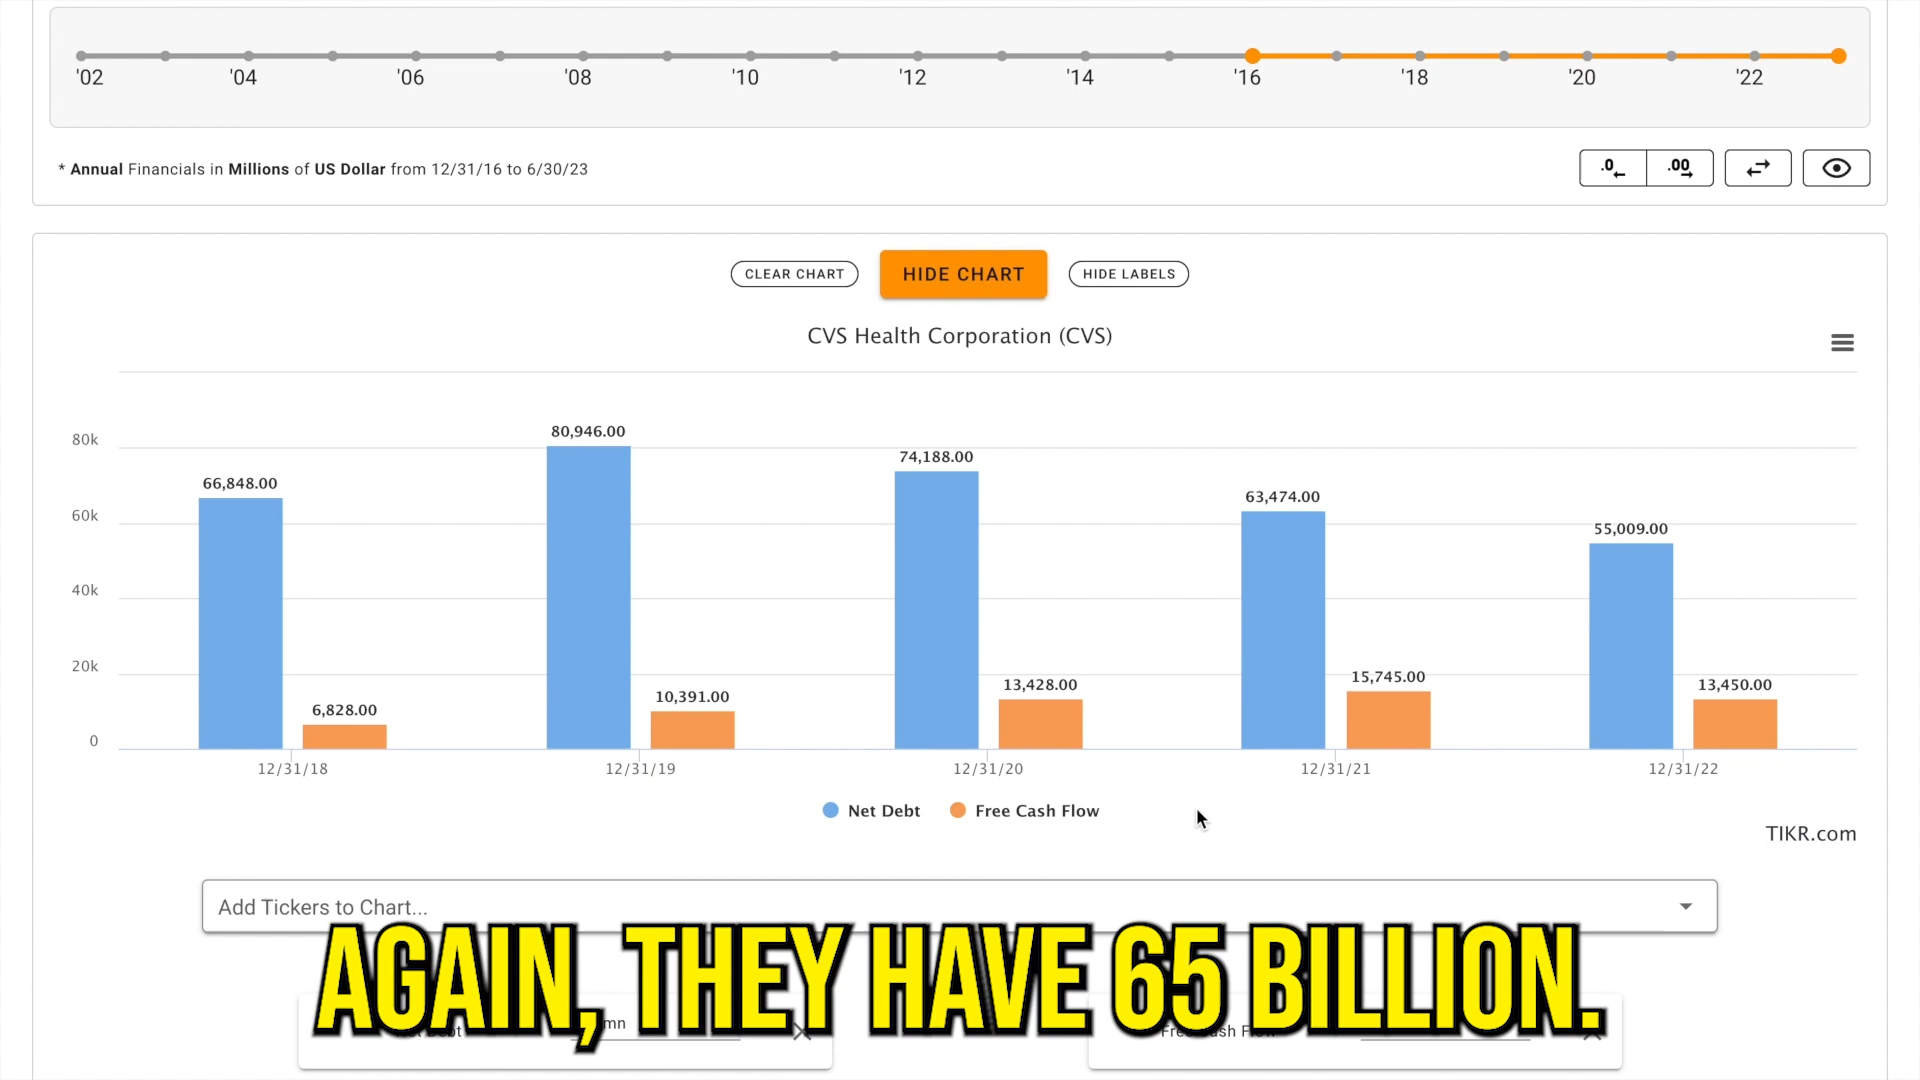 '02 '04 '06 '08 '10 '12 '14 '16 '18 '20 '22
* Annual Financials in Millions of US Dollar from 12/31/16 to 6/30/23
.0 .00
CLEAR CHART HIDE CHART HIDE LABELS
CVS Health Corporation (CVS)
80k
60k
40k
20k
0
66,848.00
6,828.00
80,946.00
10,391.00
74,188.00
13,428.00
63,474.00
15,745.00
55,009.00
13,450.00
12/31/18 12/31/19 12/31/20 12/31/21 12/31/22
Net Debt Free Cash Flow
TIKR.com
Add Tickers to Chart...
AGAIN, THEY HAVE 65 BILLION.